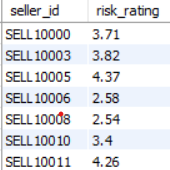 seller_id risk_rating
SELL10000 3.71
SELL10003 3.82
SELL10005 4.37
SELL10006 2.58
SELL10008 2.54
SELL10010 3.4
SELL10011 4.26